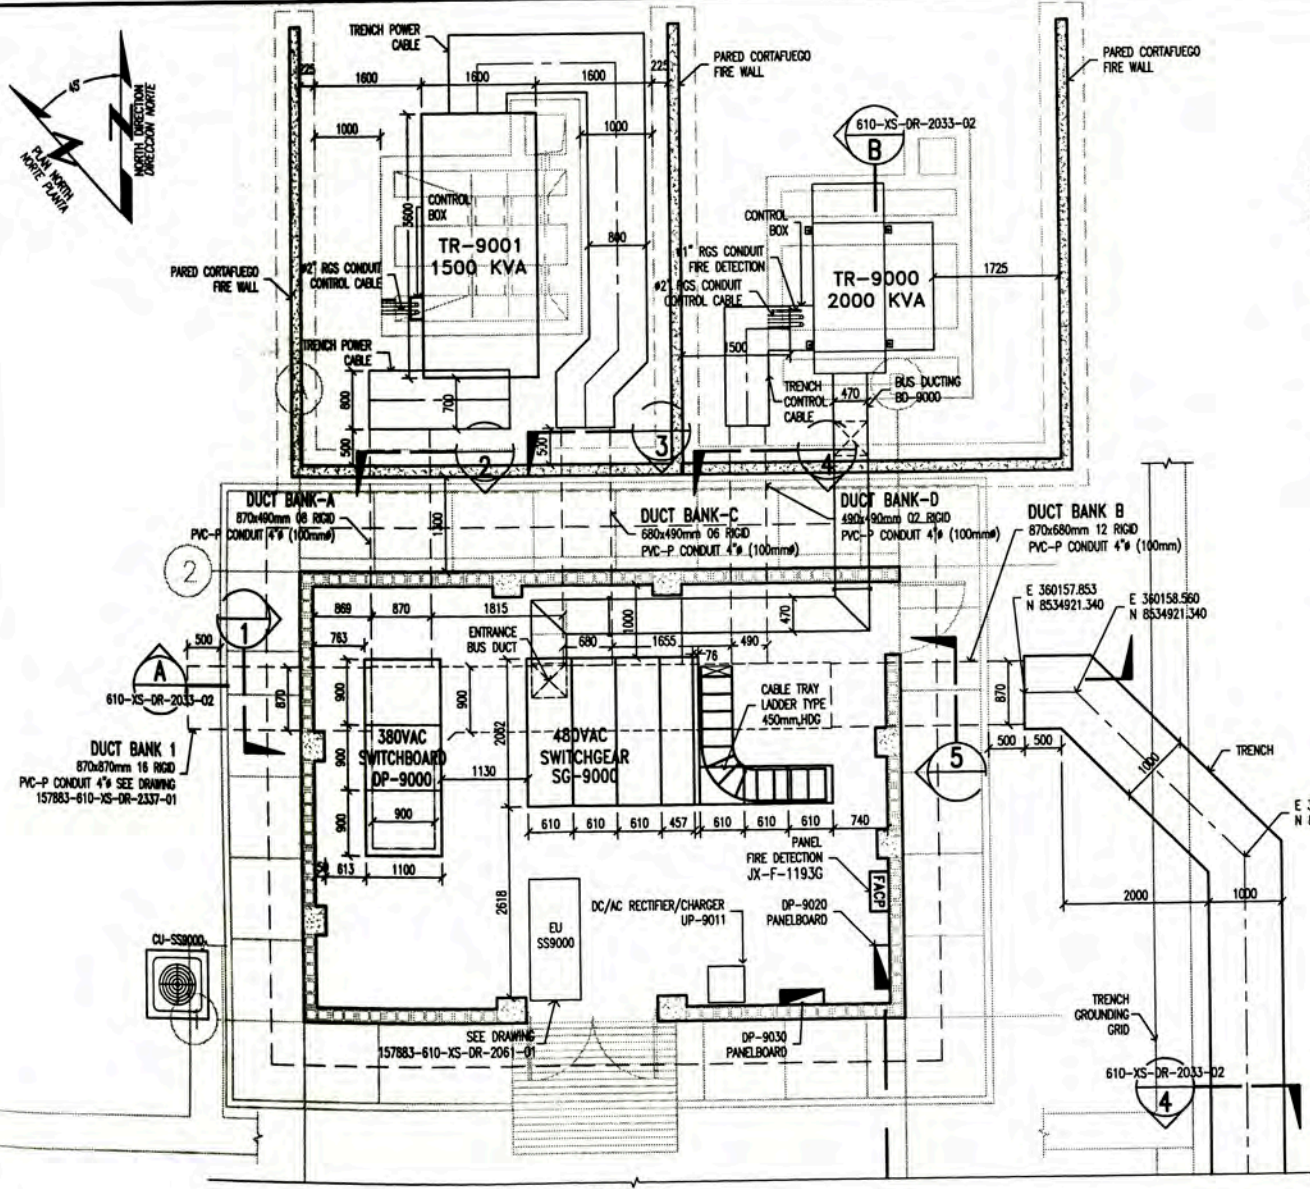 TRENCH POWER
CABLE
PARED CORTAFUEGO
FIRE WALL
PARED CORTAFUEGO
FIRE WALL
45
PLAN NORTH
NORTE PLANTA
N
NORTH DIRECTION
DIRECCION NORTE
N
225
1600
1600
1600
225
1000
1000
3600
800
CONTROL
BOX
TR-9001
1500 KVA
ø2" RGS CONDUIT
CONTROL CABLE
PARED CORTAFUEGO
FIRE WALL
TRENCH POWER
CABLE
800
700
500
500
610-XS-DR-2033-02
B
CONTROL
BOX
ø1" RGS CONDUIT
FIRE DETECTION
ø2" RGS CONDUIT
CONTROL CABLE
TR-9000
2000 KVA
1725
1500
TRENCH
CONTROL
CABLE
470
BUS DUCTING
BD-9000
2
3
4
DUCT BANK-A
870x490mm 08 RIGID
PVC-P CONDUIT 4"ø (100mmø)
1300
DUCT BANK-C
680x490mm 06 RIGID
PVC-P CONDUIT 4"ø (100mmø)
DUCT BANK-D
490x490mm 02 RIGID
PVC-P CONDUIT 4"ø (100mmø)
DUCT BANK B
870x680mm 12 RIGID
PVC-P CONDUIT 4"ø (100mm)
2
E 360157.853
N 8534921.340
E 360158.560
N 8534921.340
1
869
870
1815
1000
470
763
500
ENTRANCE
BUS DUCT
680
1655
490
76
A
610-XS-DR-2033-02
870
900
900
900
900
2082
CABLE TRAY
LADDER TYPE
450mm,HDG
870
500
500
1000
TRENCH
DUCT BANK 1
870x870mm 16 RIGID
PVC-P CONDUIT 4"ø SEE DRAWING
157883-610-XS-DR-2337-01
380VAC
SWITCHBOARD
DP-9000
1130
480VAC
SWITCHGEAR
SG-9000
5
900
610
610
610
457
610
610
610
740
613
1100
2618
PANEL
FIRE DETECTION
JX-F-1193G
FACP
DC/AC RECTIFIER/CHARGER
UP-9011
DP-9020
PANELBOARD
EU
SS9000
2000
1000
CU-SS9000
1
SEE DRAWING
157883-610-XS-DR-2061-01
DP-9030
PANELBOARD
TRENCH
GROUNDING
GRID
610-XS-DR-2033-02
4